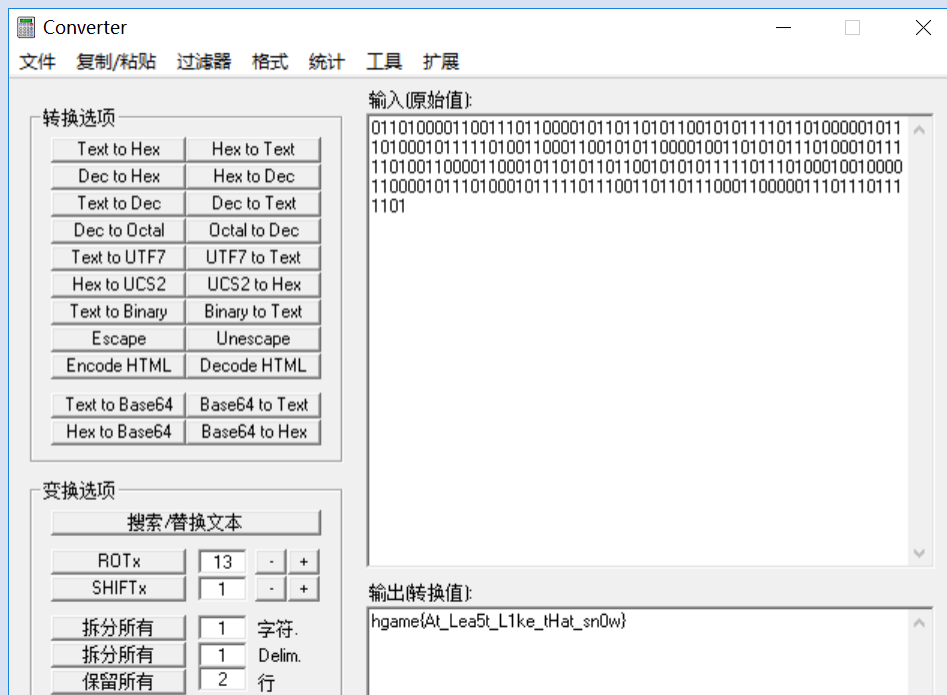 Converter
文件 复制/粘贴 过滤器 格式 统计 工具 扩展
转换选项
Text to Hex Hex to Text
Dec to Hex Hex to Dec
Text to Dec Dec to Text
Dec to Octal Octal to Dec
Text to UTF7 UTF7 to Text
Hex to UCS2 UCS2 to Hex
Text to Binary Binary to Text
Escape Unescape
Encode HTML Decode HTML
Text to Base64 Base64 to Text
Hex to Base64 Base64 to Hex
变换选项
搜索/替换文本
ROTx 13 - +
SHIFTx 1 - +
拆分所有 1 字符.
拆分所有 1 Delim.
保留所有 2 行
输入(原始值):
01101000011001110110000101101101011001010111101101000001011
10100010111110100110001100101011000010011010101110100010111
11010011000011000101101011011001010101111101110100010010000
11000010111010001011111011100110110111000110000011101110111
1101
输出(转换值):
hgame{At_Lea5t_L1ke_tHat_sn0w}